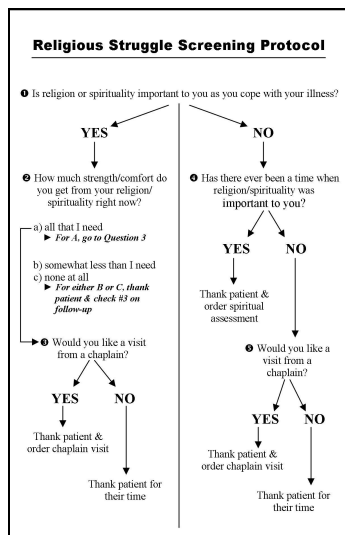 Religious Struggle Screening Protocol
❶ Is religion or spirituality important to you as you cope with your illness?
YES
NO
❷ How much strength/comfort do
you get from your religion/
spirituality right now?
a) all that I need
► For A, go to Question 3
b) somewhat less than I need
c) none at all
► For either B or C, thank
patient & check #3 on
follow-up
❸ Would you like a visit
from a chaplain?
YES
NO
Thank patient &
order chaplain visit
Thank patient for
their time
❹ Has there ever been a time when
religion/spirituality was
important to you?
YES
NO
Thank patient &
order spiritual
assessment
❺ Would you like a
visit from a
chaplain?
YES
NO
Thank patient &
order chaplain visit
Thank patient for
their time